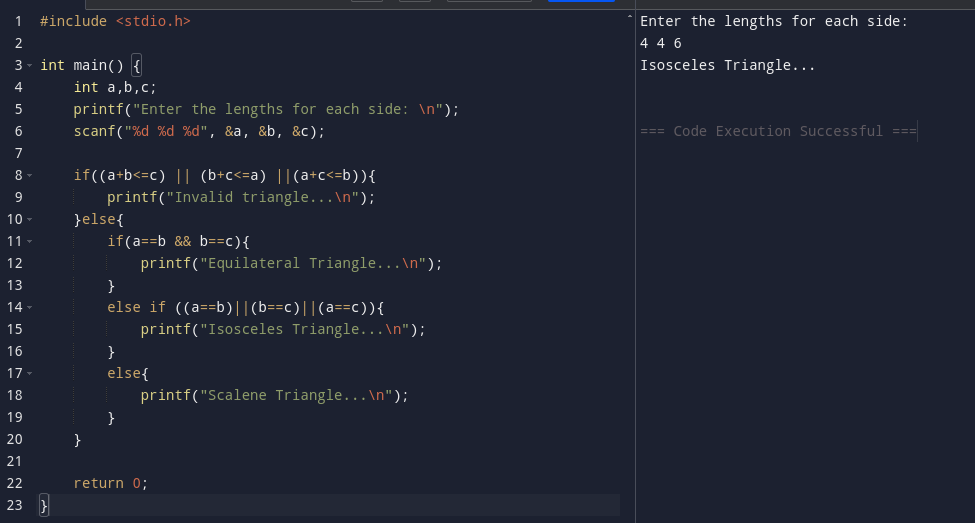 1 #include <stdio.h>
2
3 int main() {
4     int a,b,c;
5     printf("Enter the lengths for each side: \n");
6     scanf("%d %d %d", &a, &b, &c);
7
8     if((a+b<=c) || (b+c<=a) ||(a+c<=b)){
9         printf("Invalid triangle...\n");
10     }else{
11         if(a==b && b==c){
12             printf("Equilateral Triangle...\n");
13         }
14         else if ((a==b)||(b==c)||(a==c)){
15             printf("Isosceles Triangle...\n");
16         }
17         else{
18             printf("Scalene Triangle...\n");
19         }
20     }
21
22     return 0;
23 }
Enter the lengths for each side:
4 4 6
Isosceles Triangle...
=== Code Execution Successful ===